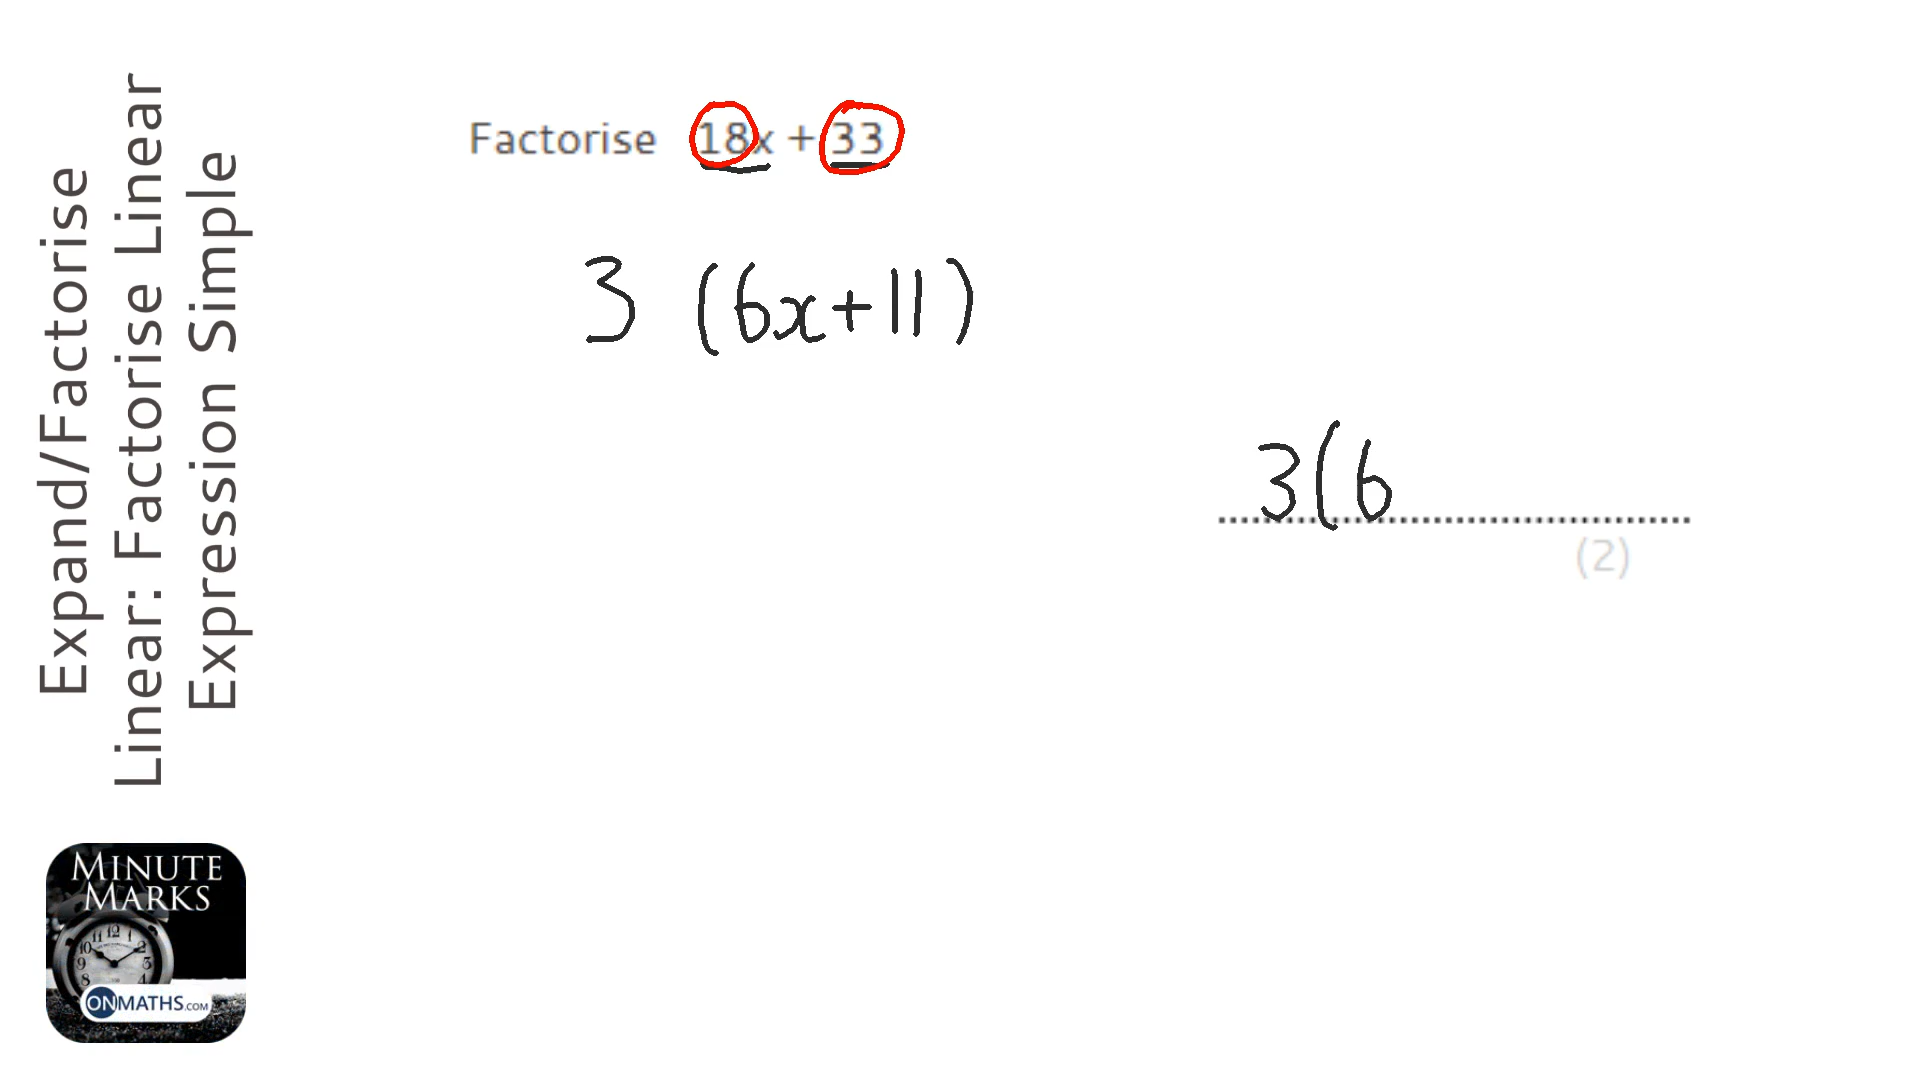 Expand/Factorise
Linear: Factorise Linear
Expression Simple
Factorise 18x + 33
3 (6x+11)
3(6
(2)
MINUTE
MARKS
ONMATHS.COM